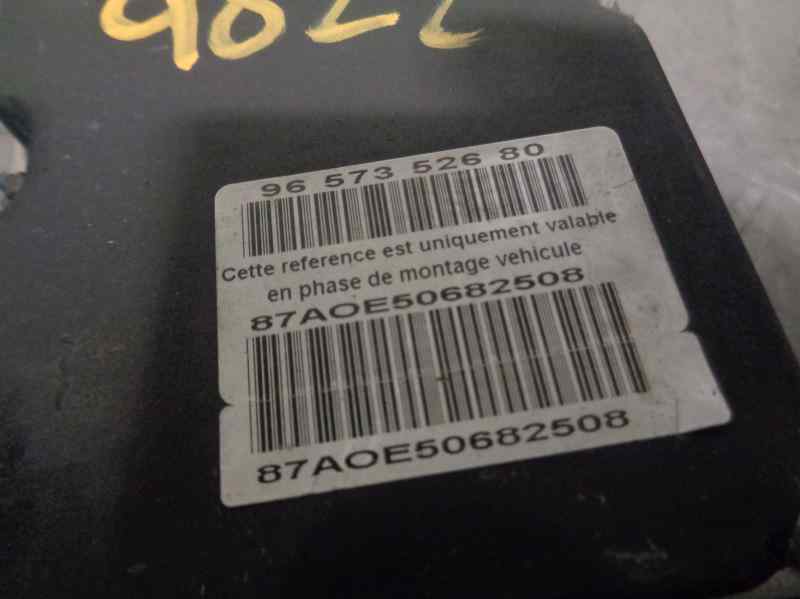 96 573 526 80
Cette reference est uniquement valable
en phase de montage vehicule
87AOE50682508
87AOE50682508